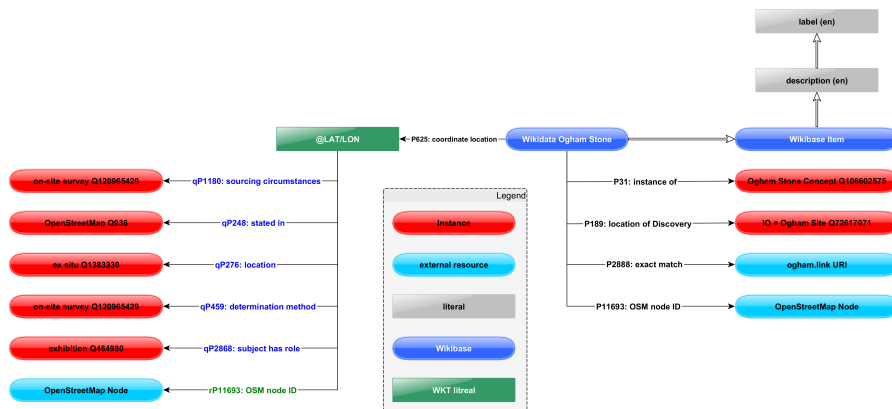 label (en)
description (en)
@LAT/LON
P625: coordinate location
Wikidata Ogham Stone
Wikibase Item
on-site survey Q120965429
qP1180: sourcing circumstances
P31: instance of
Ogham Stone Concept Q106602575
Legend
OpenStreetMap Q936
qP248: stated in
Instance
P189: location of Discovery
IO = Ogham Site Q72617071
ex situ Q1383330
qP276: location
external resource
P2888: exact match
ogham.link URI
on-site survey Q120965429
qP459: determination method
literal
P11693: OSM node ID
OpenStreetMap Node
exhibition Q464980
qP2868: subject has role
Wikibase
OpenStreetMap Node
rP11693: OSM node ID
WKT litreal